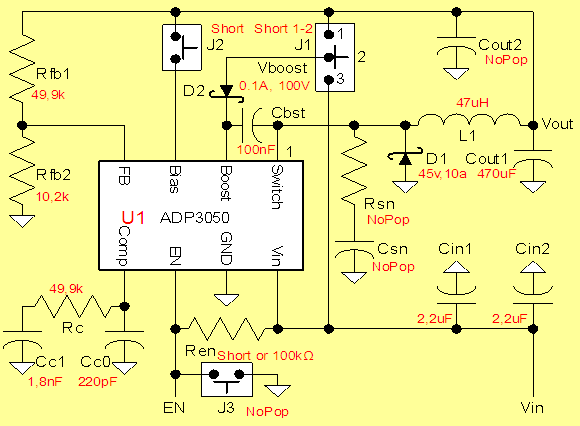 Short Short 1-2
J2
J1
1
2
3
Vboost
0.1A, 100V
Cout2
NoPop
Rfb1
49,9k
D2
Cbst
100nF
47uH
L1
Vout
1
Rfb2
10,2k
FB
Bias
Boost
Switch
U1 ADP3050
Comp
EN
GND
Vin
D1
45v,10a
Cout1
470uF
Rsn
NoPop
Csn
NoPop
Cin1
Cin2
2,2uF
2,2uF
49,9k
Rc
Ren
Short or 100kΩ
Cc1
1,8nF
Cc0
220pF
EN
J3
NoPop
Vin